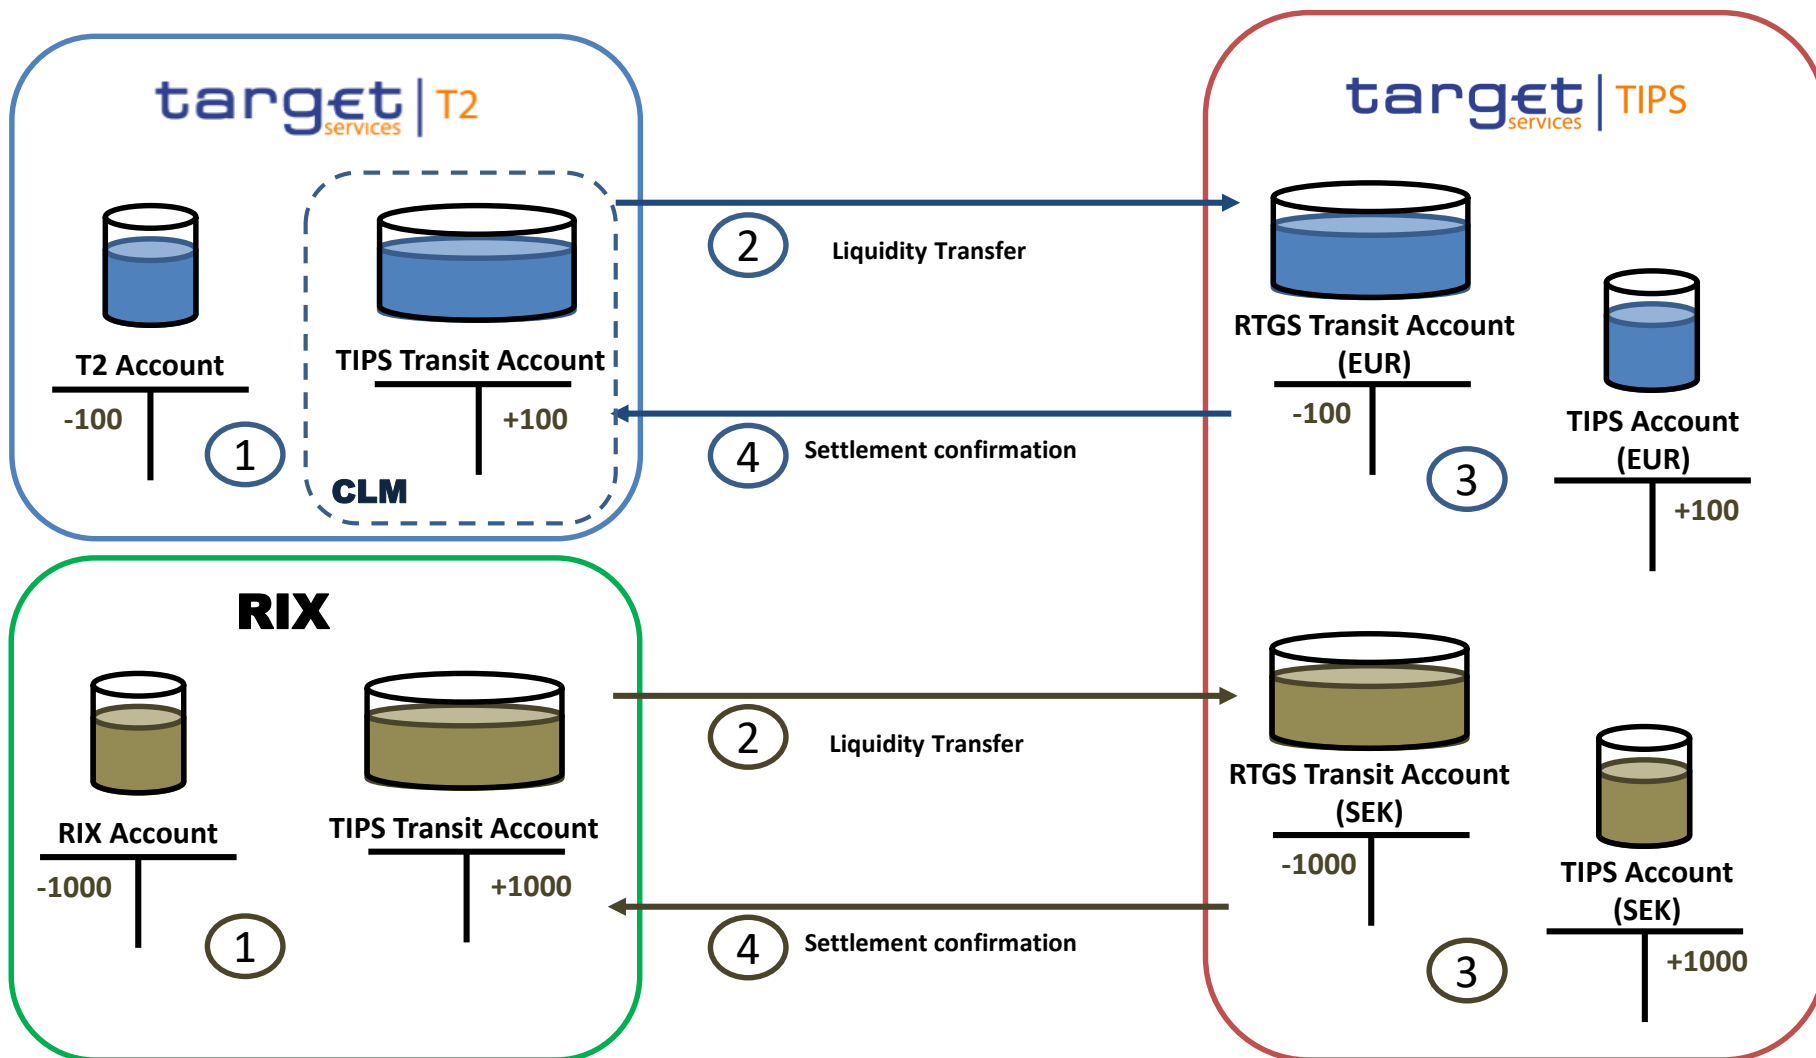 target services | T2
T2 Account
-100
1
TIPS Transit Account
+100
CLM
2
Liquidity Transfer
4
Settlement confirmation
target services | TIPS
RTGS Transit Account
(EUR)
-100
3
TIPS Account
(EUR)
+100
RIX
RIX Account
-1000
1
TIPS Transit Account
+1000
2
Liquidity Transfer
4
Settlement confirmation
RTGS Transit Account
(SEK)
-1000
3
TIPS Account
(SEK)
+1000